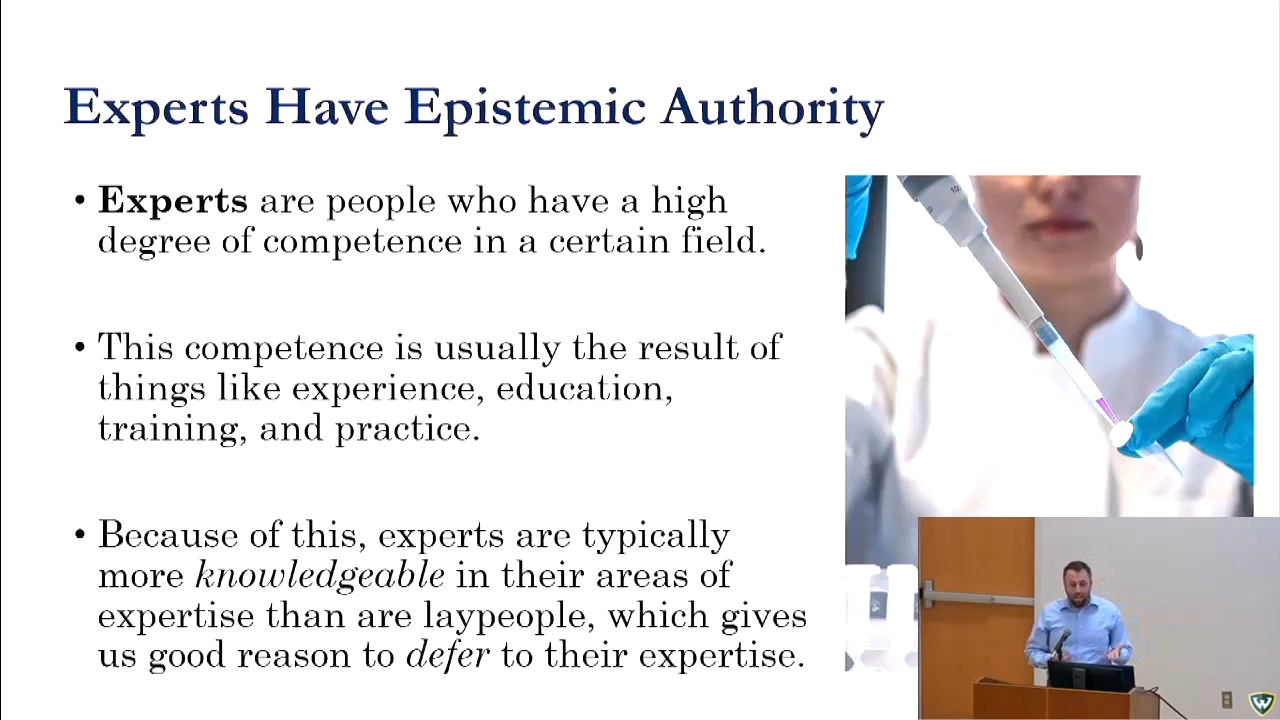 Experts Have Epistemic Authority
• Experts are people who have a high
degree of competence in a certain field.
• This competence is usually the result of
things like experience, education,
training, and practice.
• Because of this, experts are typically
more knowledgeable in their areas of
expertise than are laypeople, which gives
us good reason to defer to their expertise.
W